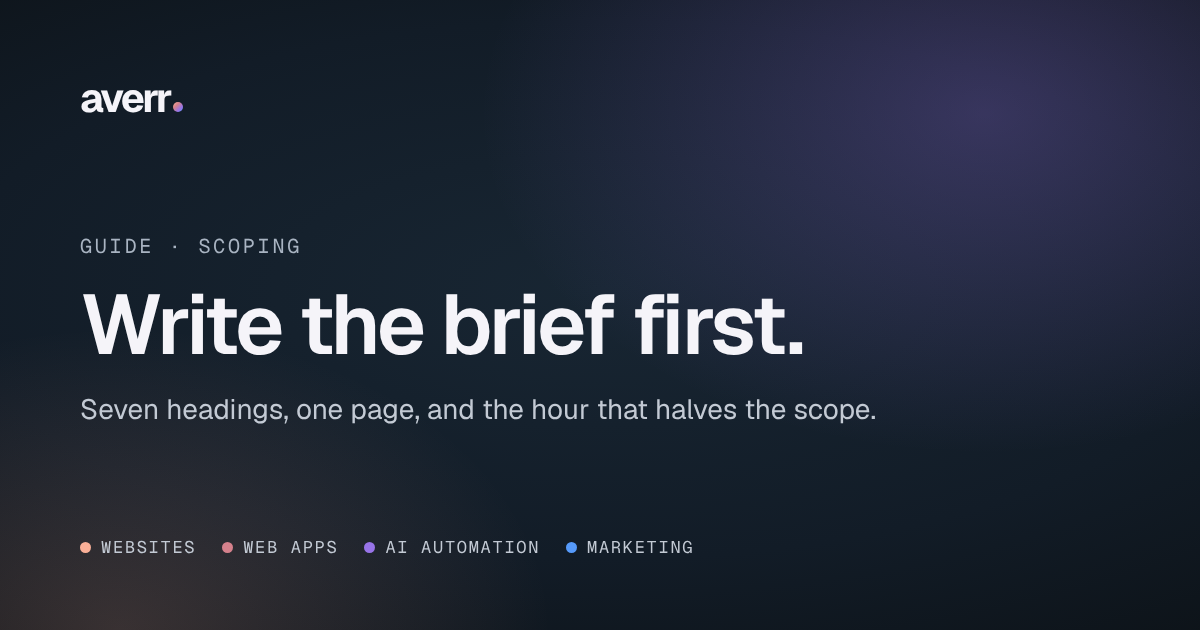 averr.
GUIDE · SCOPING
Write the brief first.
Seven headings, one page, and the hour that halves the scope.
WEBSITES WEB APPS AI AUTOMATION MARKETING